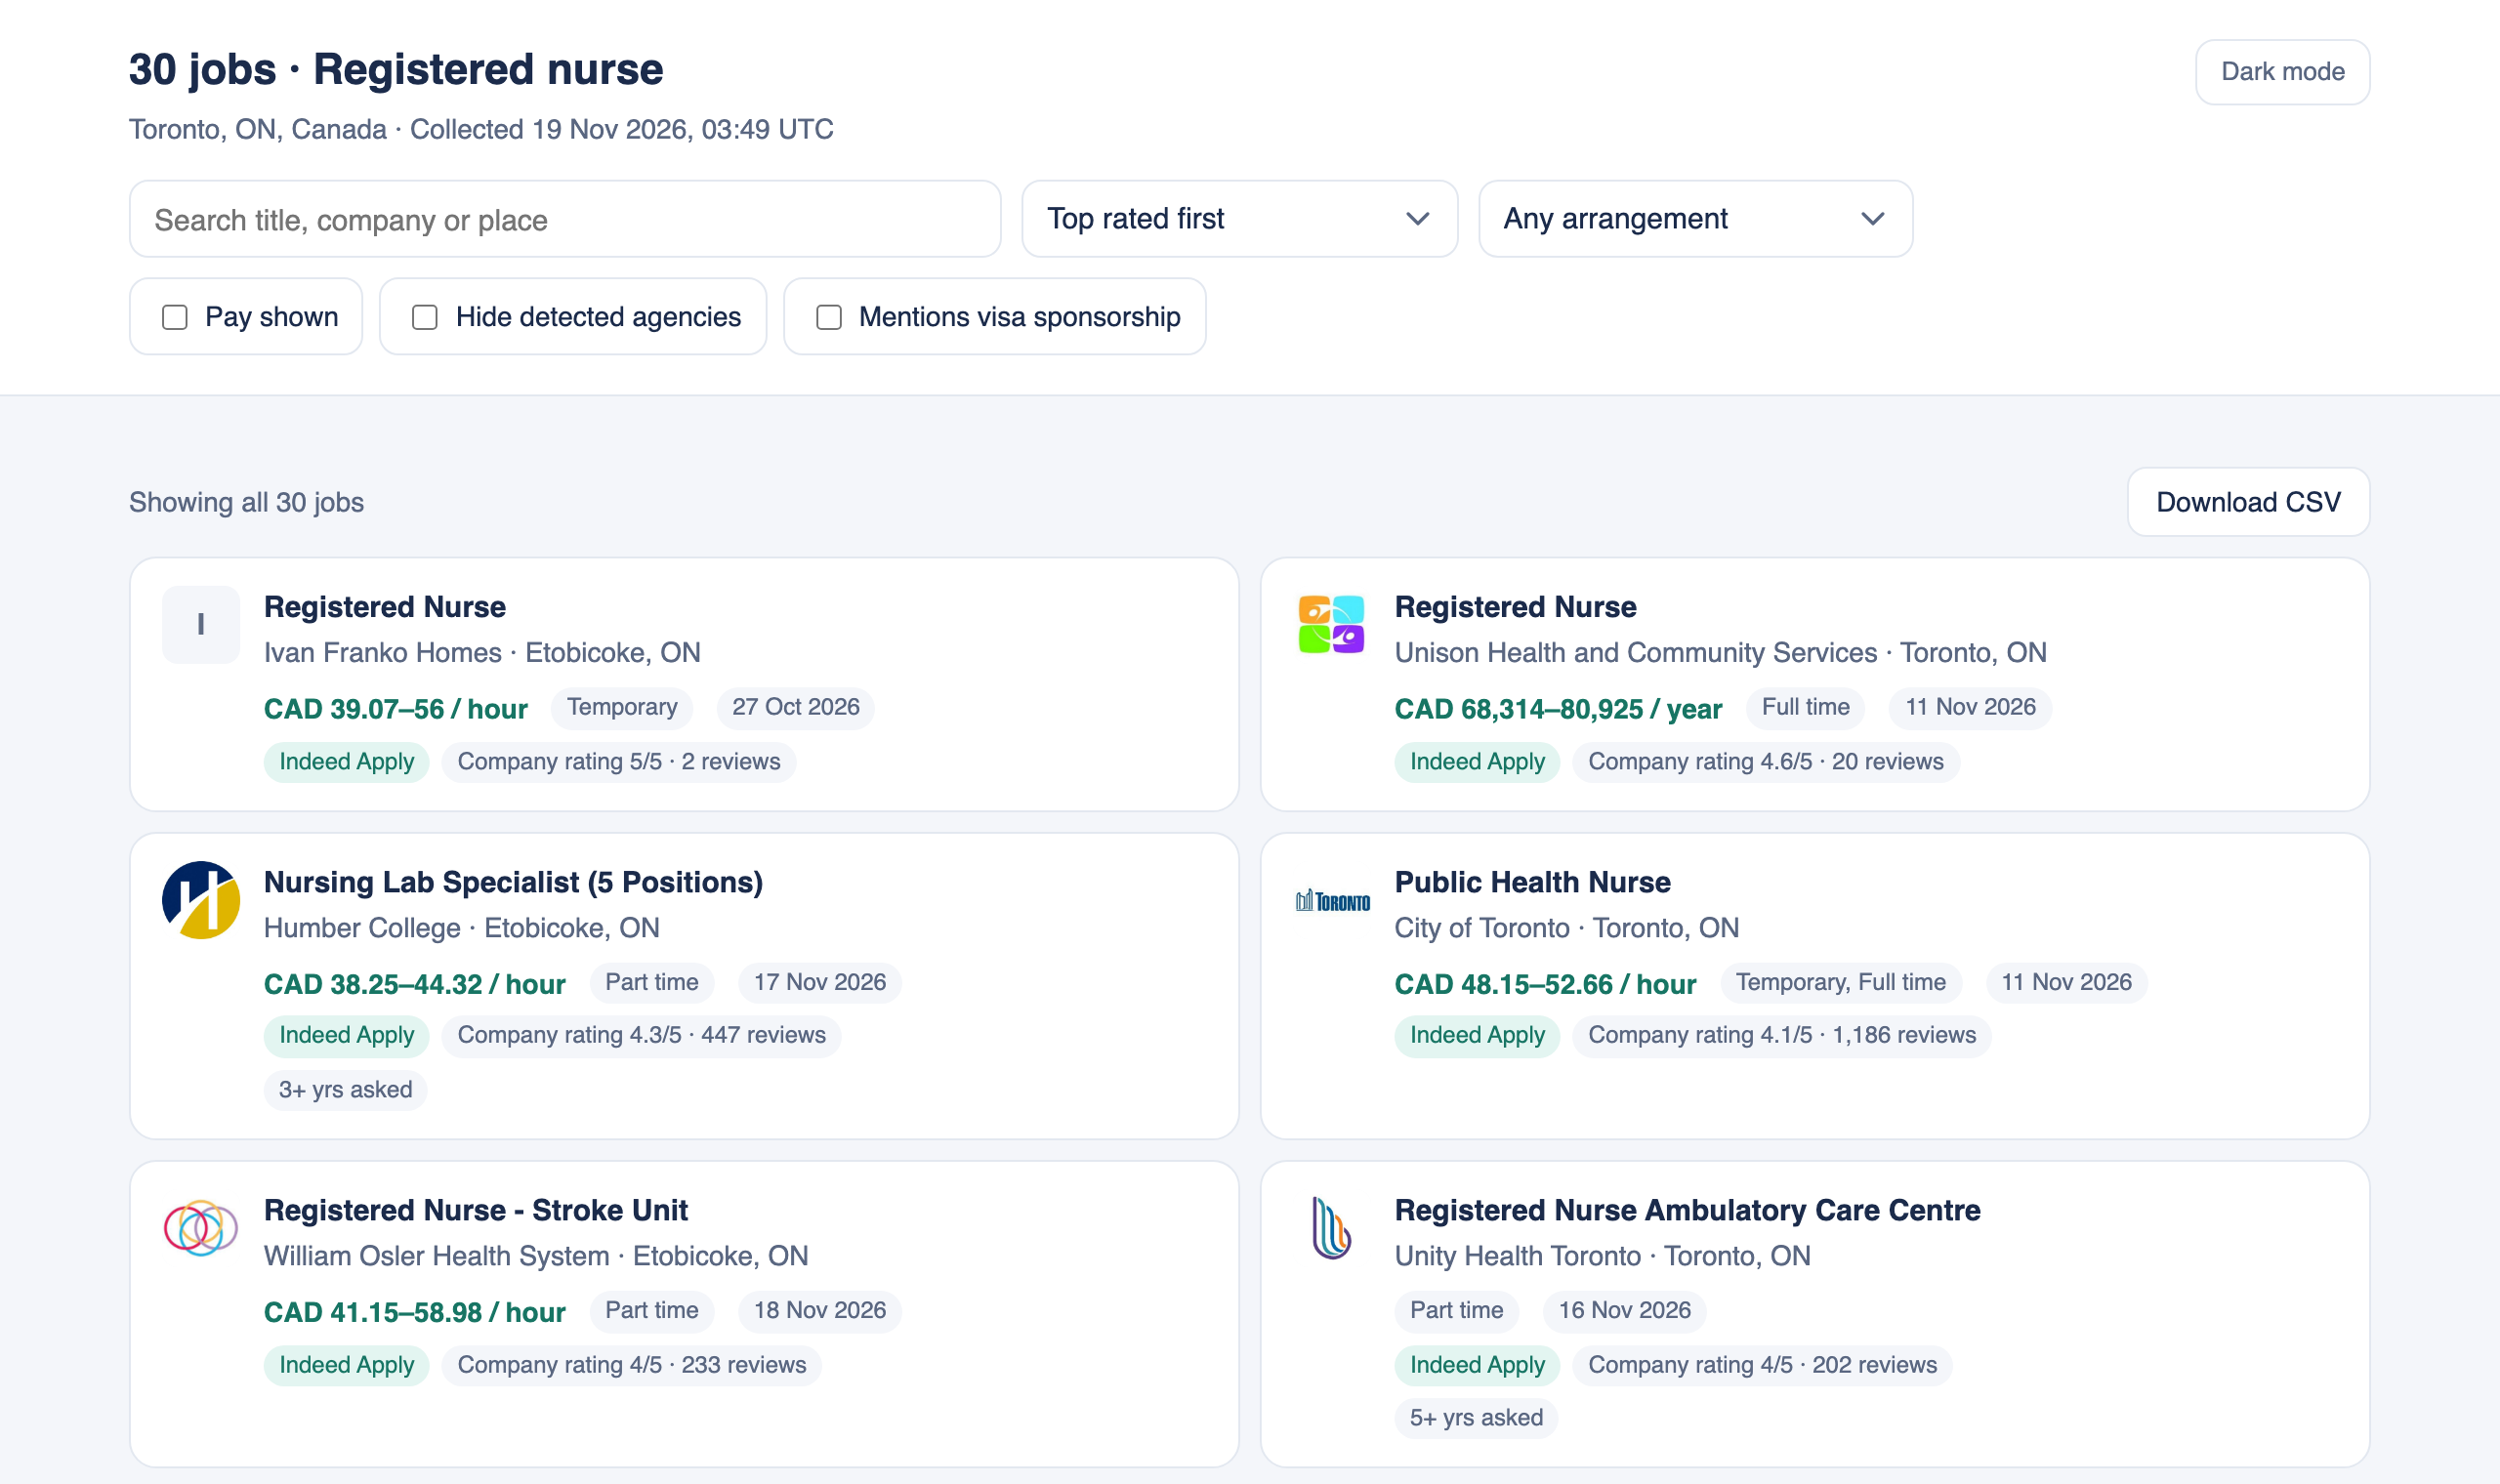 30 jobs · Registered nurse
Dark mode
Toronto, ON, Canada · Collected 19 Nov 2026, 03:49 UTC
Search title, company or place
Top rated first
Any arrangement
Pay shown
Hide detected agencies
Mentions visa sponsorship
Showing all 30 jobs
Download CSV
I
Registered Nurse
Ivan Franko Homes · Etobicoke, ON
CAD 39.07–56 / hour Temporary 27 Oct 2026
Indeed Apply Company rating 5/5 · 2 reviews
Registered Nurse
Unison Health and Community Services · Toronto, ON
CAD 68,314–80,925 / year Full time 11 Nov 2026
Indeed Apply Company rating 4.6/5 · 20 reviews
Nursing Lab Specialist (5 Positions)
Humber College · Etobicoke, ON
CAD 38.25–44.32 / hour Part time 17 Nov 2026
Indeed Apply Company rating 4.3/5 · 447 reviews
3+ yrs asked
TORONTO
Public Health Nurse
City of Toronto · Toronto, ON
CAD 48.15–52.66 / hour Temporary, Full time 11 Nov 2026
Indeed Apply Company rating 4.1/5 · 1,186 reviews
Registered Nurse - Stroke Unit
William Osler Health System · Etobicoke, ON
CAD 41.15–58.98 / hour Part time 18 Nov 2026
Indeed Apply Company rating 4/5 · 233 reviews
Registered Nurse Ambulatory Care Centre
Unity Health Toronto · Toronto, ON
Part time 16 Nov 2026
Indeed Apply Company rating 4/5 · 202 reviews
5+ yrs asked